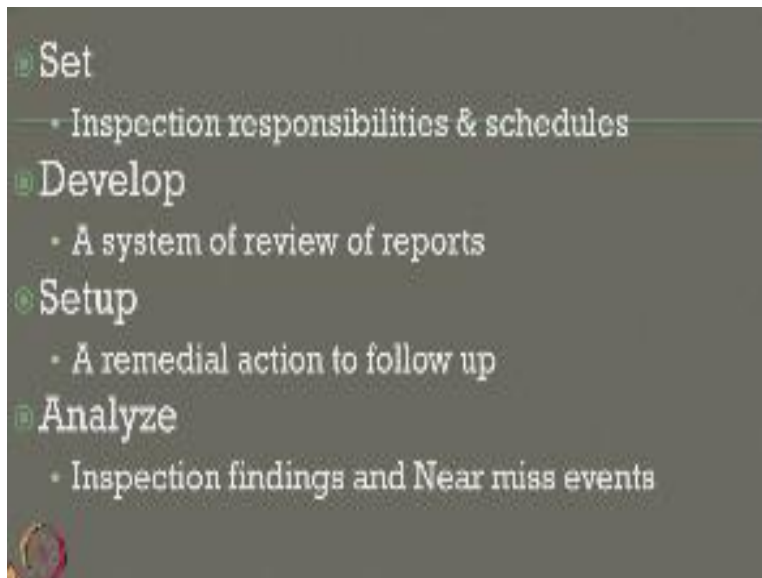 Set
Inspection responsibilities & schedules
Develop
A system of review of reports
Setup
A remedial action to follow up
Analyze
Inspection findings and Near miss events